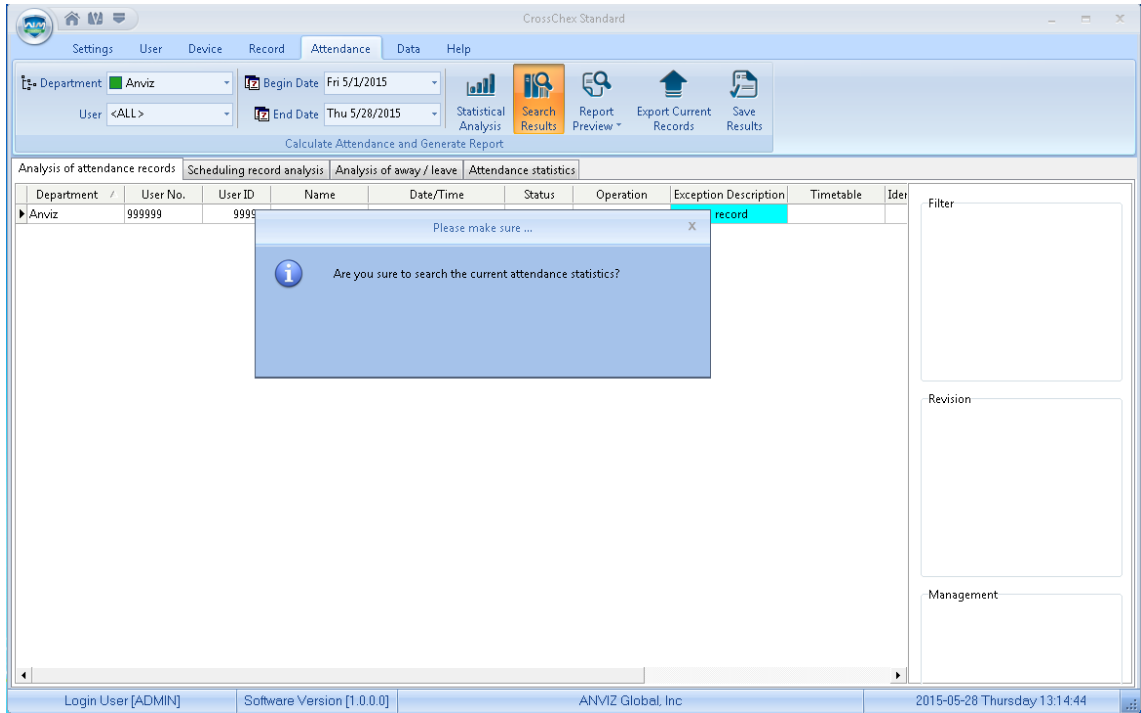 CrossChex Standard
Settings User Device Record Attendance Data Help
Department Anviz Begin Date Fri 5/1/2015
User <ALL> End Date Thu 5/28/2015
Statistical Analysis
Search Results
Report Preview
Export Current Records
Save Results
Calculate Attendance and Generate Report
Analysis of attendance records Scheduling record analysis Analysis of away / leave Attendance statistics
Department User No. User ID Name Date/Time Status Operation Exception Description Timetable Iden
Anviz 999999 9999 record
Please make sure ... X
Are you sure to search the current attendance statistics?
Filter
Revision
Management
Login User [ADMIN] Software Version [1.0.0.0] ANVIZ Global, Inc 2015-05-28 Thursday 13:14:44